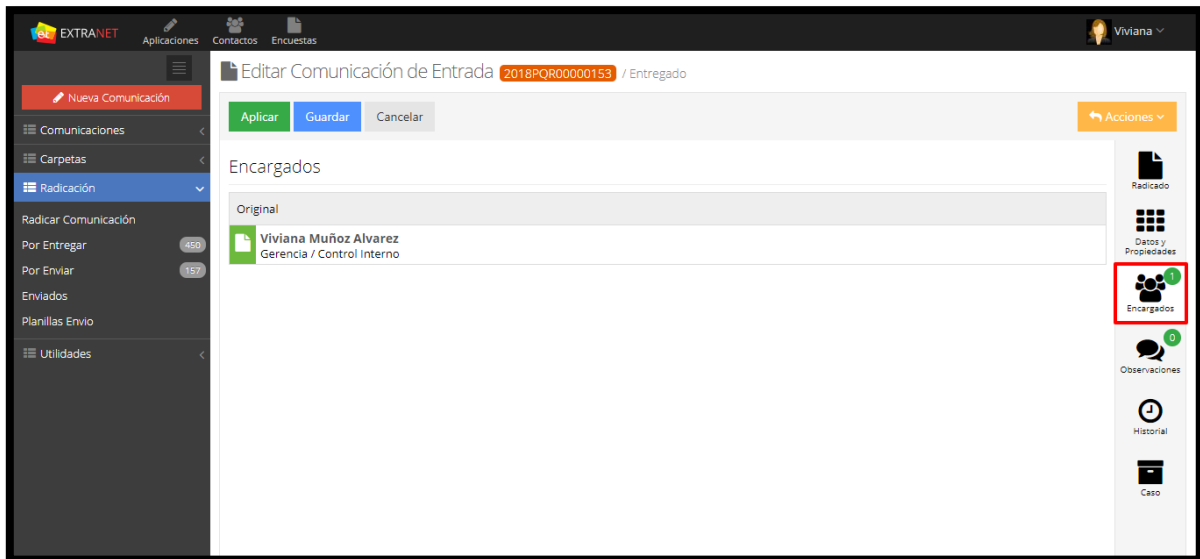 EXTRANET
Aplicaciones
Contactos
Encuestas
Viviana
Nueva Comunicación
Comunicaciones
Carpetas
Radicación
Radicar Comunicación
Por Entregar 450
Por Enviar 157
Enviados
Planillas Envio
Utilidades
Editar Comunicación de Entrada 2018PQR00000153 / Entregado
Aplicar Guardar Cancelar
Acciones
Encargados
Original
Viviana Muñoz Alvarez
Gerencia / Control Interno
Radicado
Datos y
Propiedades
1
Encargados
0
Observaciones
Historial
Caso